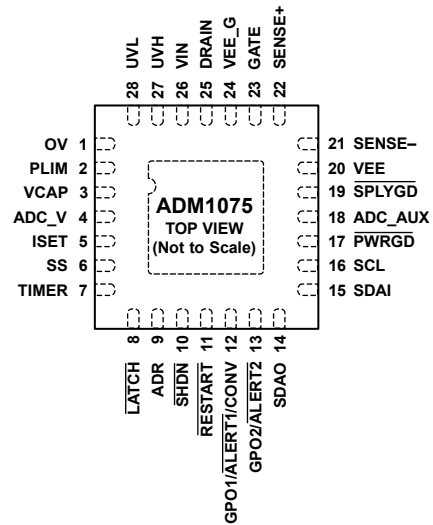 28 UVL
27 UVH
26 VIN
25 DRAIN
24 VEE_G
23 GATE
22 SENSE+
OV 1
PLIM 2
VCAP 3
ADC_V 4
ISET 5
SS 6
TIMER 7
ADM1075
TOP VIEW
(Not to Scale)
21 SENSE–
20 VEE
19 SPLYGD
18 ADC_AUX
17 PWRGD
16 SCL
15 SDAI
LATCH 8
ADR 9
SHDN 10
RESTART 11
GPO1/ALERT1/CONV 12
GPO2/ALERT2 13
SDAO 14